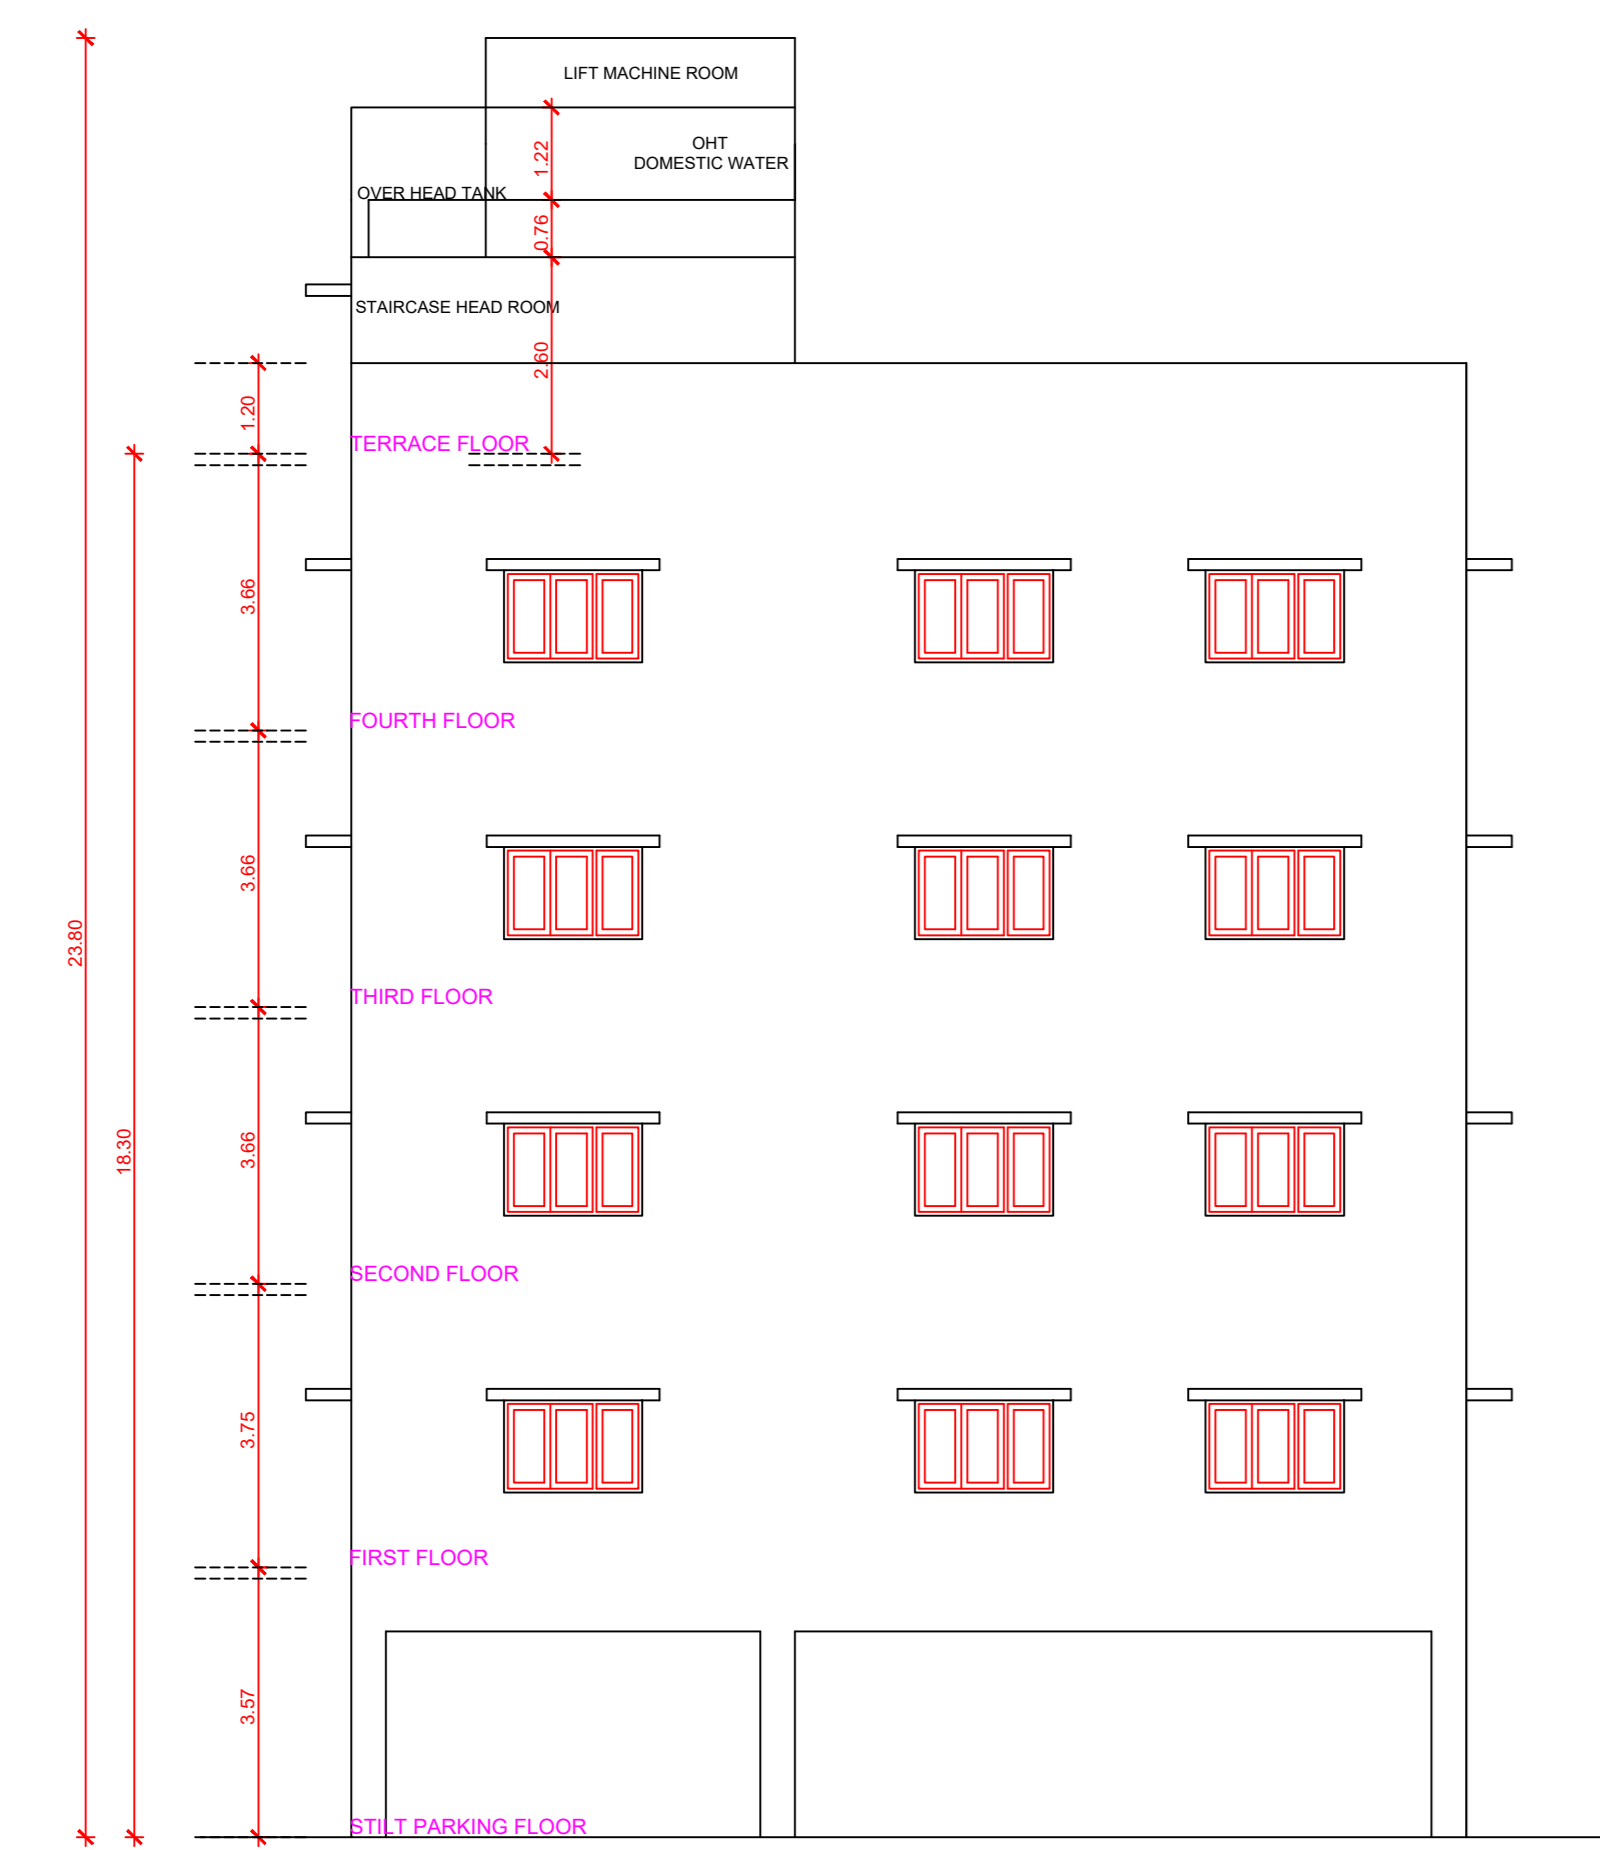 LIFT MACHINE ROOM
OHT
DOMESTIC WATER
1.22
OVER HEAD TANK
0.76
STAIRCASE HEAD ROOM
2.60
1.20
TERRACE FLOOR
3.66
FOURTH FLOOR
3.66
23.80
THIRD FLOOR
18.30
3.66
SECOND FLOOR
3.75
FIRST FLOOR
3.57
STILT PARKING FLOOR